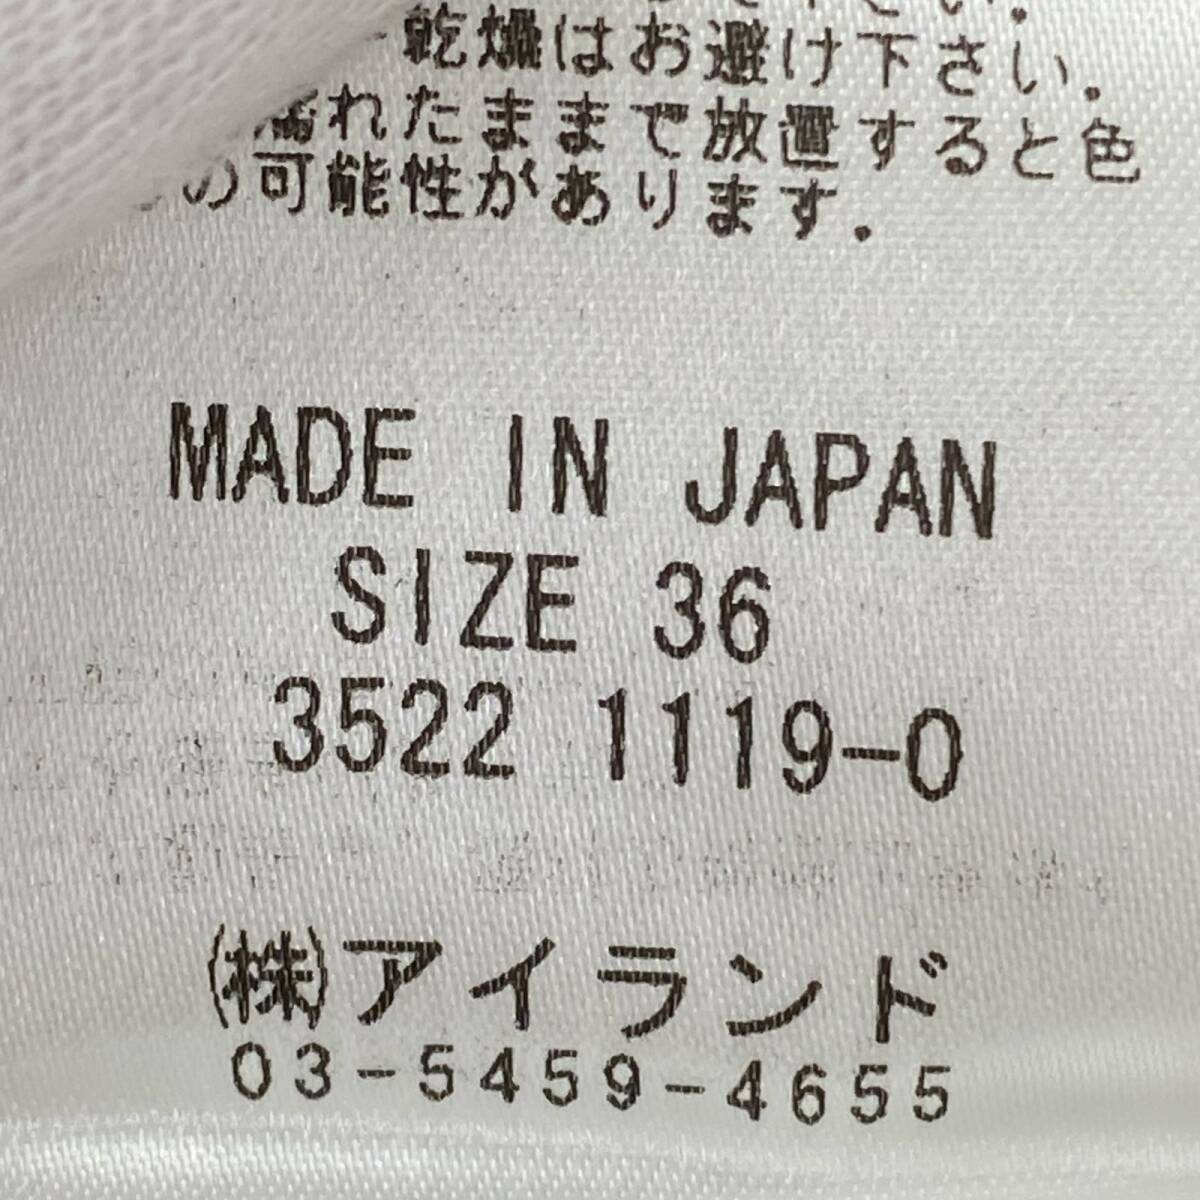 乾燥はお避け下さい.
濡れたままで放置すると色
の可能性があります.
MADE IN JAPAN
SIZE 36
3522 1119-0
(株)アイランド
03-5459-4655